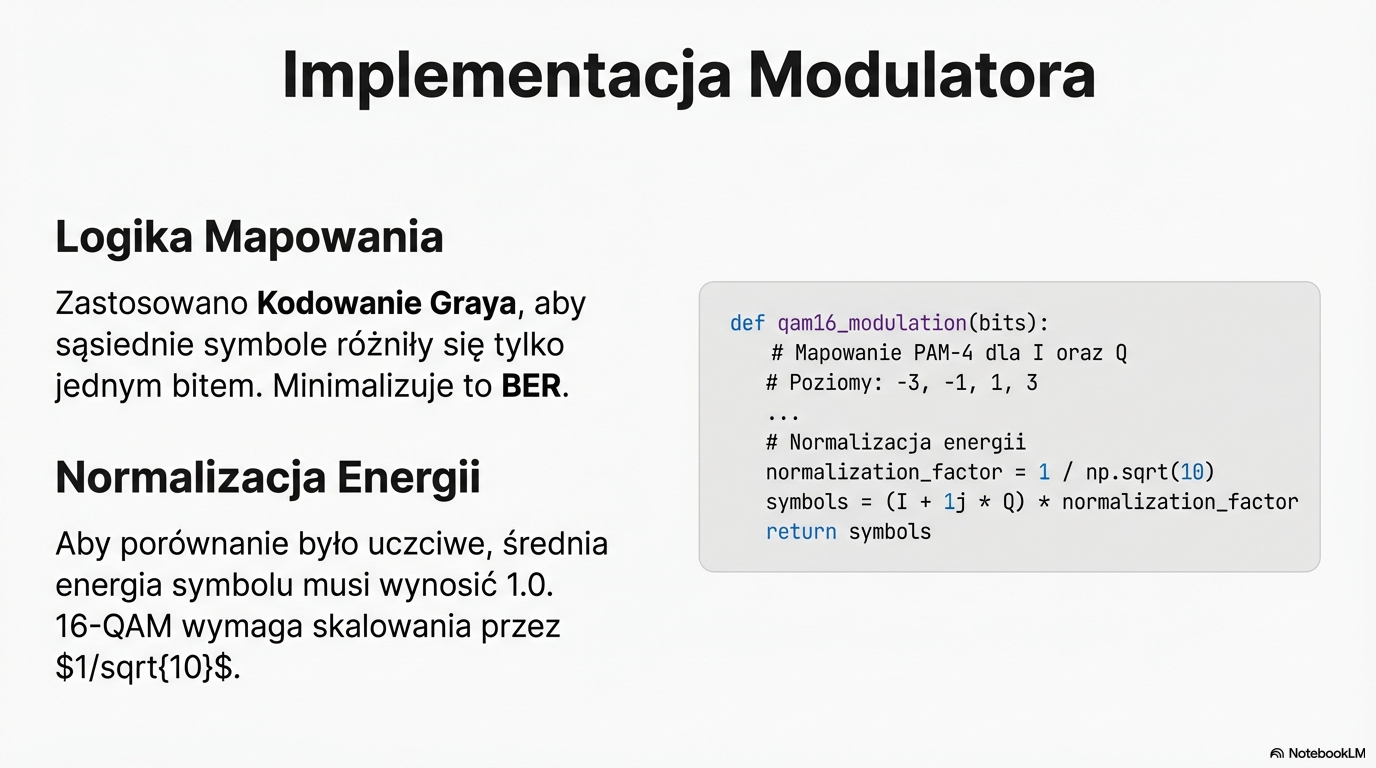 Implementacja Modulatora
Logika Mapowania
Zastosowano Kodowanie Graya, aby
sąsiednie symbole różniły się tylko
jednym bitem. Minimalizuje to BER.
Normalizacja Energii
Aby porównanie było uczciwe, średnia
energia symbolu musi wynosić 1.0.
16-QAM wymaga skalowania przez
$1/sqrt{10}$.
def qam16_modulation(bits):
# Mapowanie PAM-4 dla I oraz Q
# Poziomy: -3, -1, 1, 3
...
# Normalizacja energii
normalization_factor = 1 / np.sqrt(10)
symbols = (I + 1j * Q) * normalization_factor
return symbols
NotebookLM